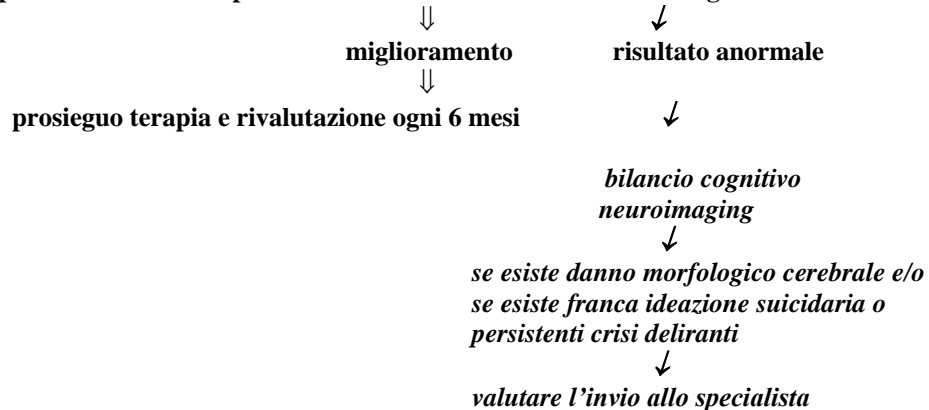 miglioramento risultato anormale
prosieguo terapia e rivalutazione ogni 6 mesi
bilancio cognitivo
neuroimaging
se esiste danno morfologico cerebrale e/o
se esiste franca ideazione suicidaria o
persistenti crisi deliranti
valutare l'invio allo specialista